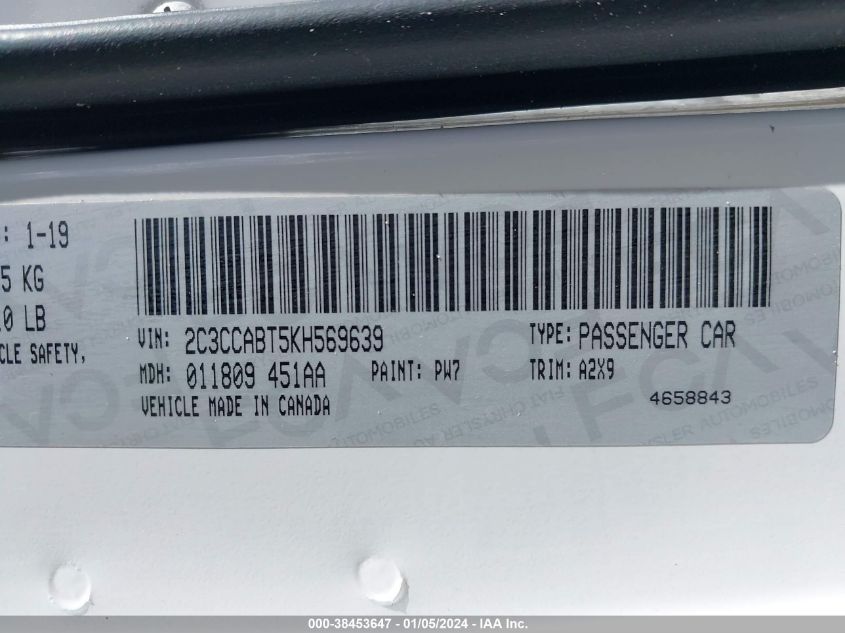 : 1-19
5 KG
0 LB
CLE SAFETY,
VIN: 2C3CCABT5KH569639 TYPE: PASSENGER CAR
MDH: 011809 451AA PAINT: PW7 TRIM: A2X9
VEHICLE MADE IN CANADA 4658843
000-38453647 - 01/05/2024 - IAA Inc.